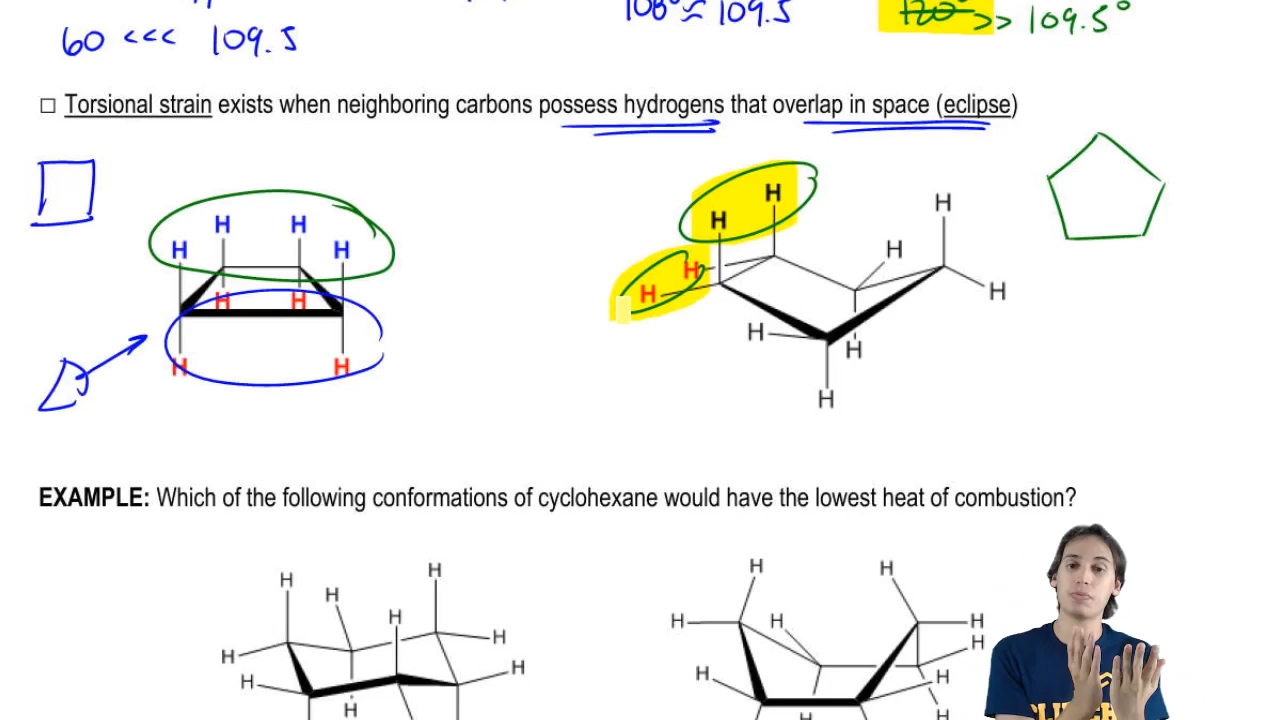 60 <<< 109.5
108° ≈ 109.5
120° >> 109.5°
□ Torsional strain exists when neighboring carbons possess hydrogens that overlap in space (eclipse)
H H H H
H H
H H
H H
H H
H H H
H
H
H
EXAMPLE: Which of the following conformations of cyclohexane would have the lowest heat of combustion?
H H H H
H H
H H
H
H H
H H H
H
H H
H H